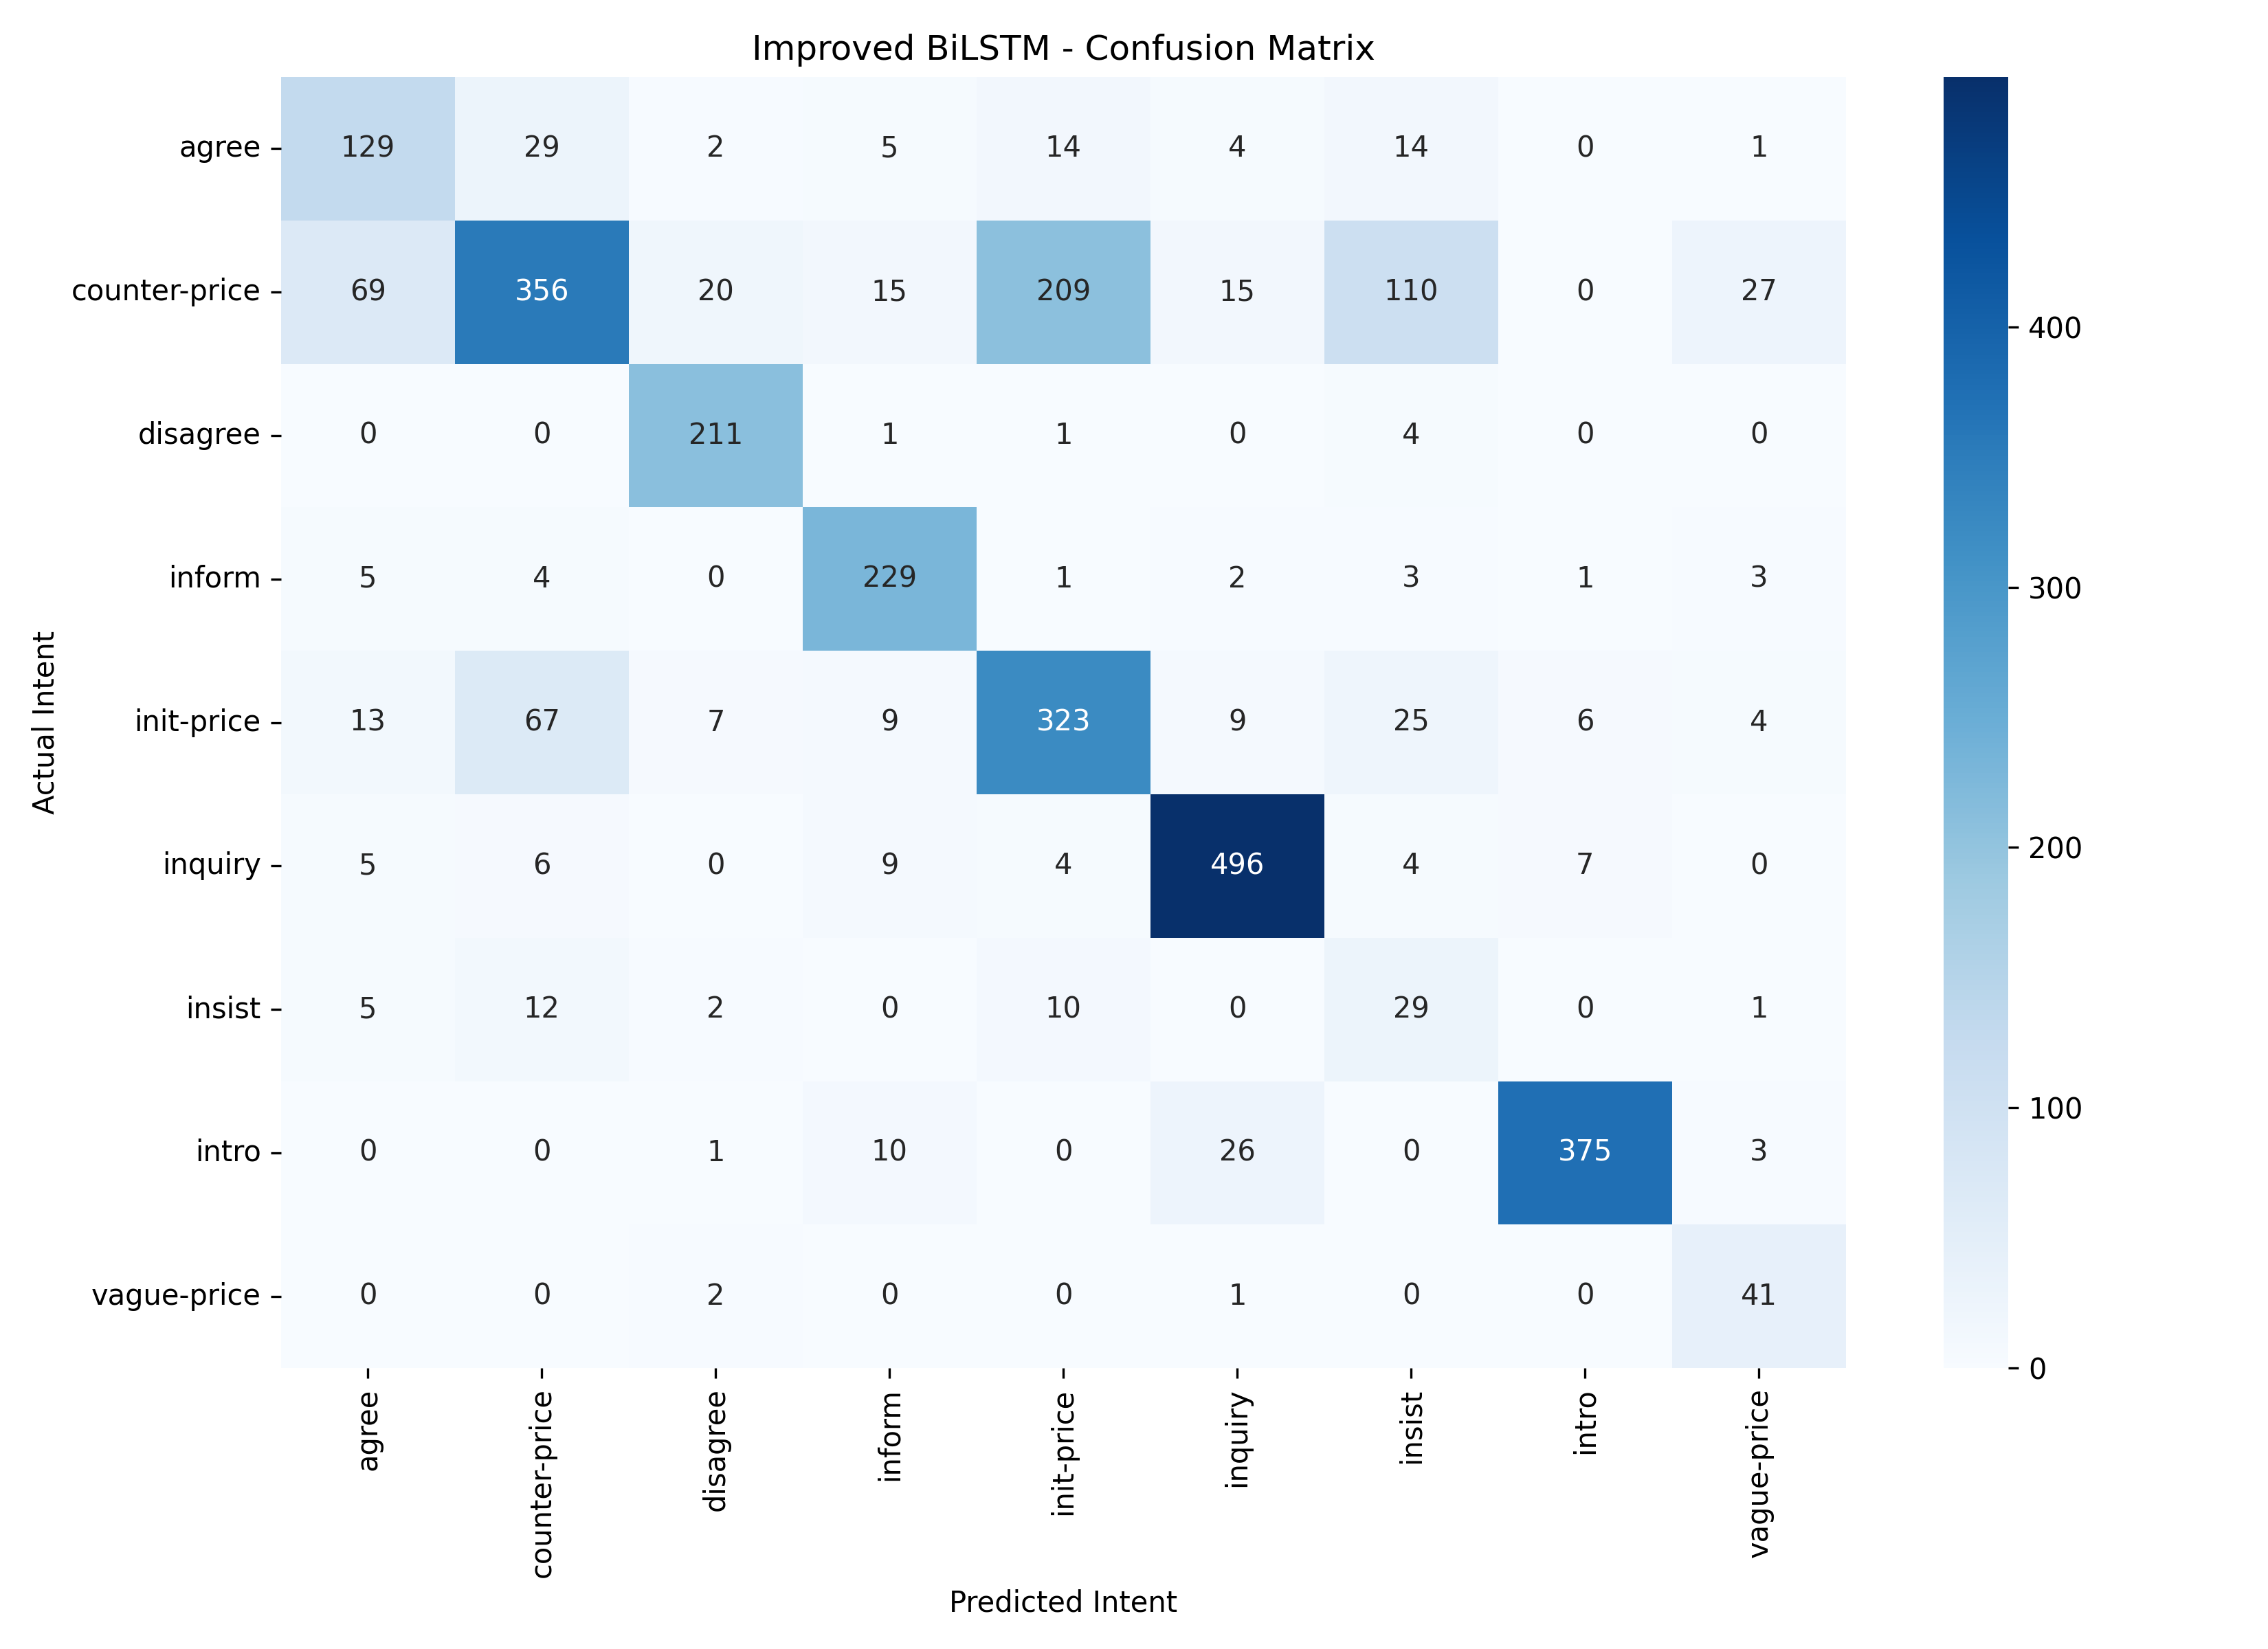 Improved BiLSTM - Confusion Matrix
agree 129 29 2 5 14 4 14 0 1
counter-price 69 356 20 15 209 15 110 0 27
disagree 0 0 211 1 1 0 4 0 0
inform 5 4 0 229 1 2 3 1 3
init-price 13 67 7 9 323 9 25 6 4
inquiry 5 6 0 9 4 496 4 7 0
insist 5 12 2 0 10 0 29 0 1
intro 0 0 1 10 0 26 0 375 3
vague-price 0 0 2 0 0 1 0 0 41
agree counter-price disagree inform init-price inquiry insist intro vague-price
Predicted Intent
Actual Intent
400
300
200
100
0